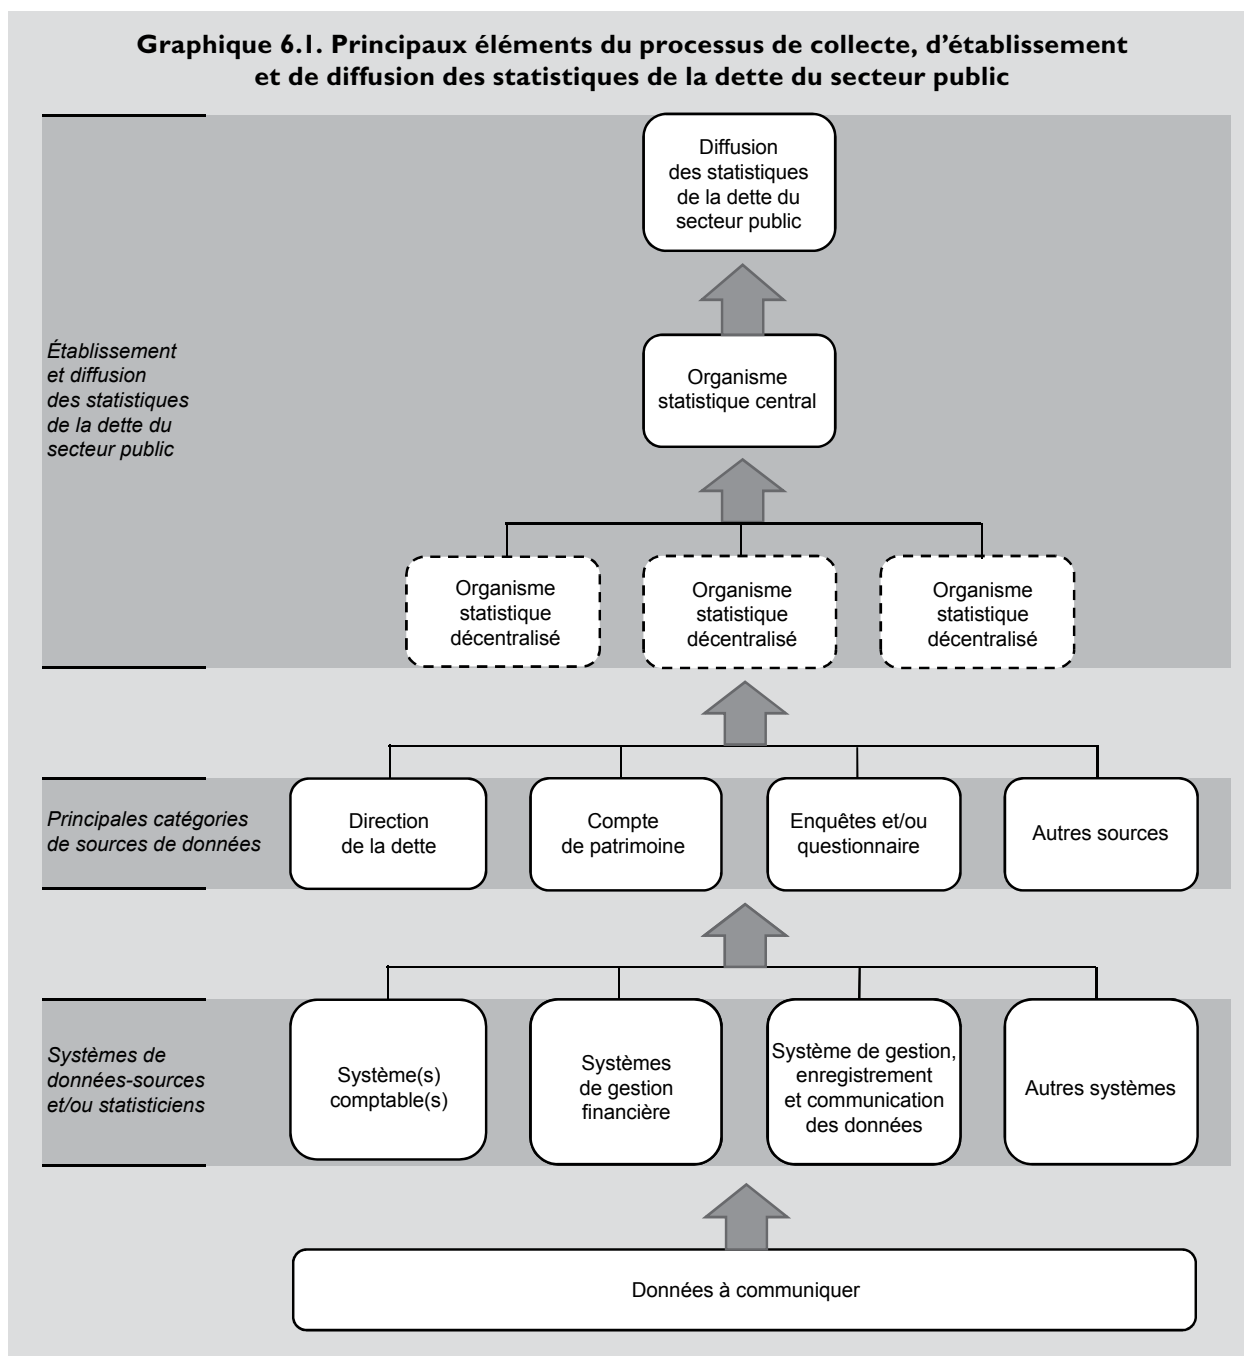 Graphique 6.1. Principaux éléments du processus de collecte, d’établissement
et de diffusion des statistiques de la dette du secteur public
Diffusion
des statistiques
de la dette du
secteur public
Établissement
et diffusion
des statistiques
de la dette du
secteur public
Organisme
statistique central
Organisme
statistique
décentralisé
Organisme
statistique
décentralisé
Organisme
statistique
décentralisé
Principales catégories
de sources de données
Direction
de la dette
Compte
de patrimoine
Enquêtes et/ou
questionnaire
Autres sources
Systèmes de
données-sources
et/ou statisticiens
Système(s)
comptable(s)
Systèmes
de gestion
financière
Système de gestion,
enregistrement
et communication
des données
Autres systèmes
Données à communiquer